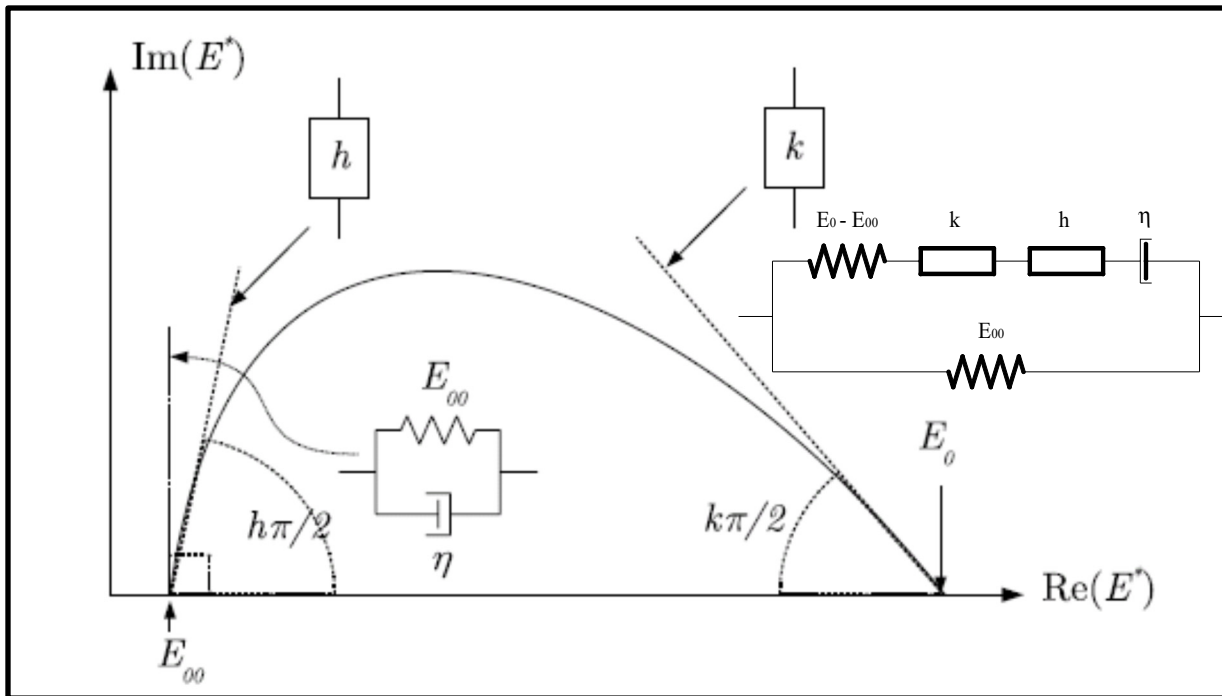 Im(E*)
h
k
E0 - E00
k
h
η
E00
E00
E0
hπ/2
kπ/2
η
Re(E*)
E00